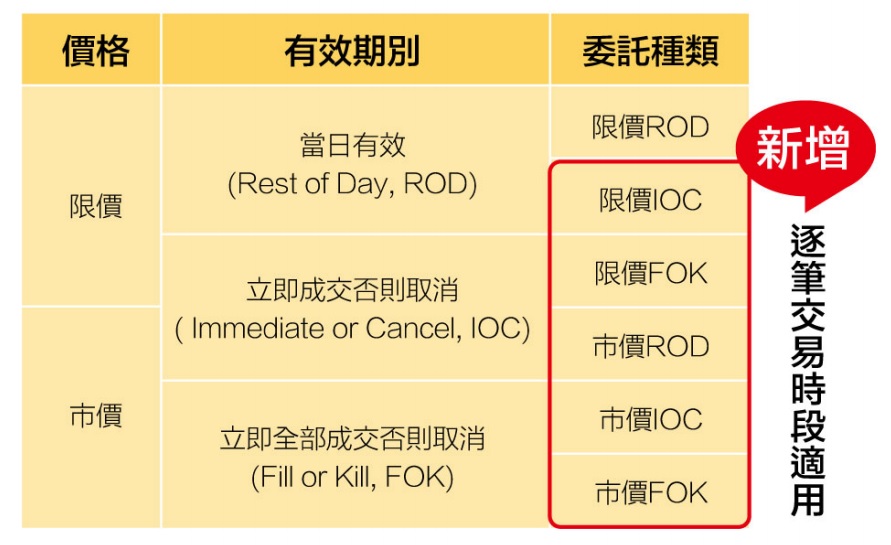 價格
有效期別
委託種類
限價
市價
當日有效
(Rest of Day, ROD)
立即成交否則取消
( Immediate or Cancel, IOC)
立即全部成交否則取消
(Fill or Kill, FOK)
限價ROD
限價IOC
限價FOK
市價ROD
市價IOC
市價FOK
新增
逐筆交易時段適用